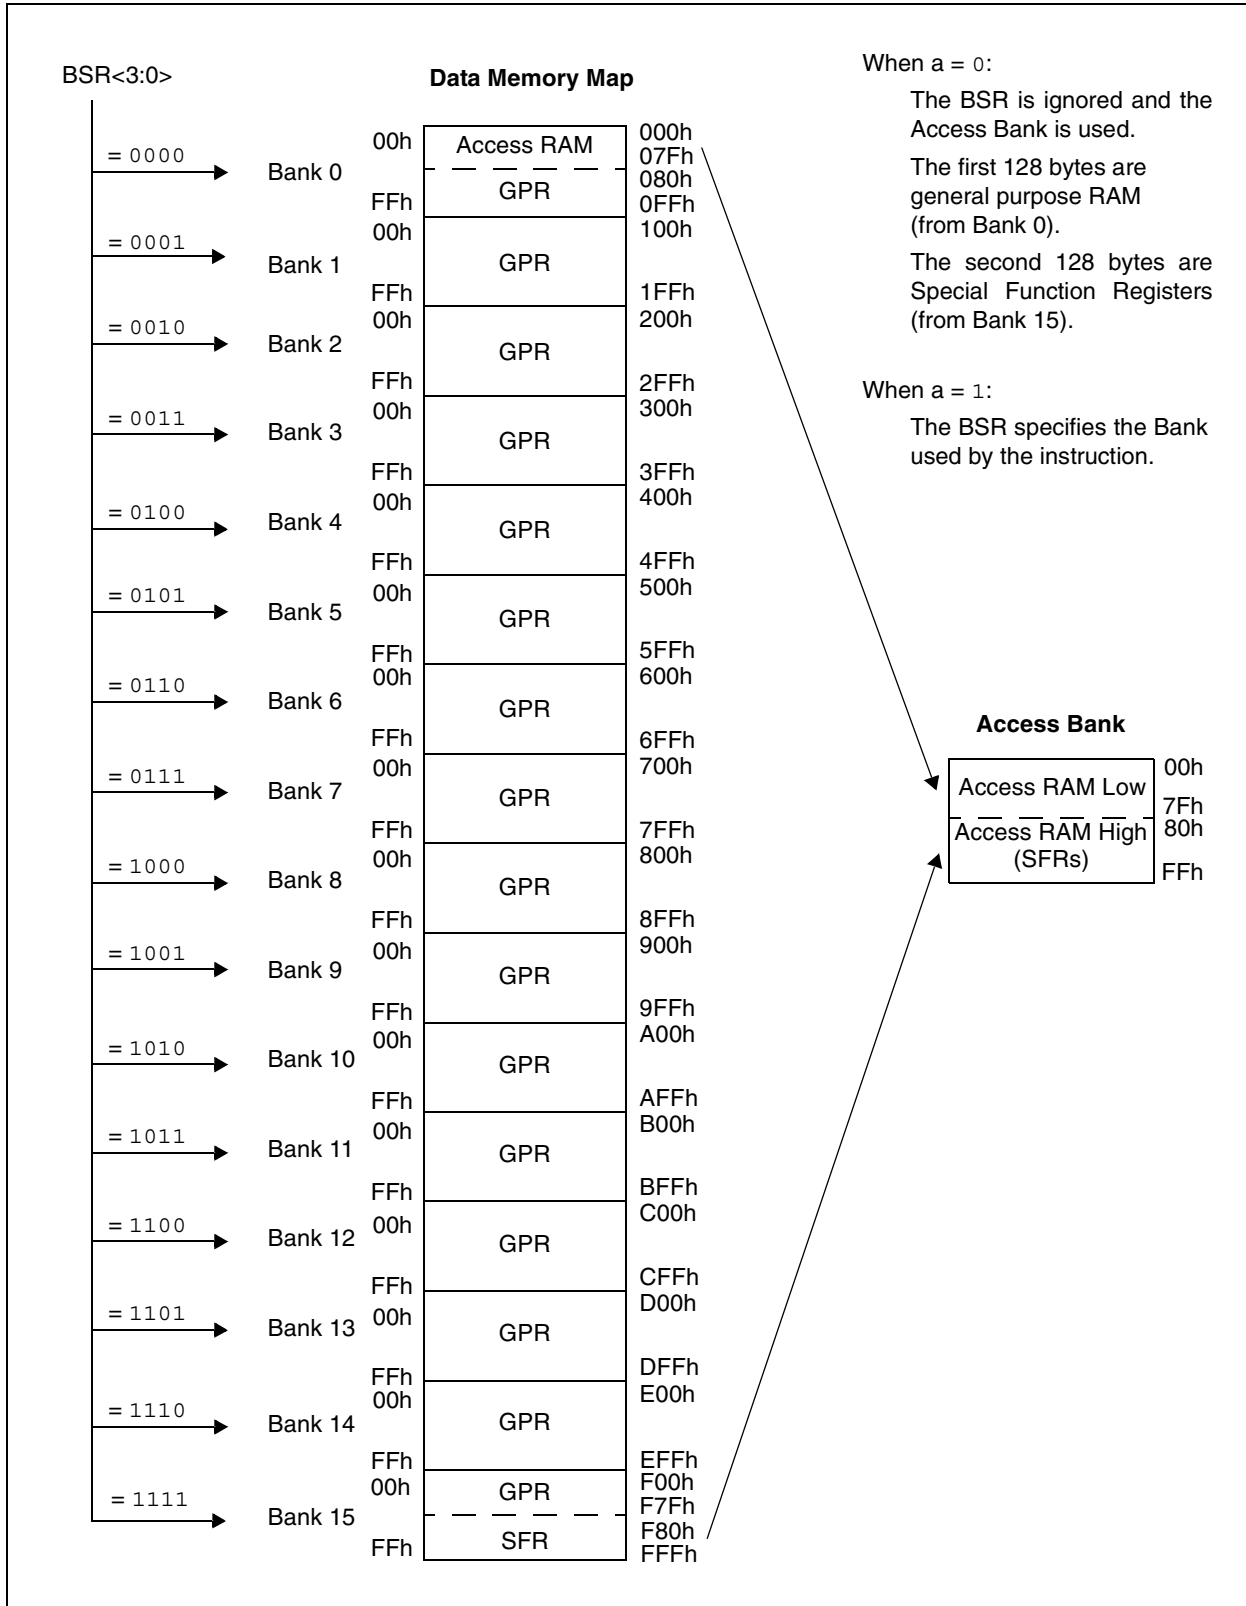 BSR<3:0>
Data Memory Map
When a = 0:
The BSR is ignored and the
Access Bank is used.
The first 128 bytes are
general purpose RAM
(from Bank 0).
The second 128 bytes are
Special Function Registers
(from Bank 15).
When a = 1:
The BSR specifies the Bank
used by the instruction.
= 0000
Bank 0
00h
FFh
Access RAM
GPR
000h
07Fh
080h
0FFh
= 0001
Bank 1
00h
FFh
GPR
100h
1FFh
= 0010
Bank 2
00h
FFh
GPR
200h
2FFh
= 0011
Bank 3
00h
FFh
GPR
300h
3FFh
= 0100
Bank 4
00h
FFh
GPR
400h
4FFh
= 0101
Bank 5
00h
FFh
GPR
500h
5FFh
= 0110
Bank 6
00h
FFh
GPR
600h
6FFh
= 0111
Bank 7
00h
FFh
GPR
700h
7FFh
= 1000
Bank 8
00h
FFh
GPR
800h
8FFh
= 1001
Bank 9
00h
FFh
GPR
900h
9FFh
= 1010
Bank 10
00h
FFh
GPR
A00h
AFFh
= 1011
Bank 11
00h
FFh
GPR
B00h
BFFh
= 1100
Bank 12
00h
FFh
GPR
C00h
CFFh
= 1101
Bank 13
00h
FFh
GPR
D00h
DFFh
= 1110
Bank 14
00h
FFh
GPR
E00h
EFFh
= 1111
Bank 15
00h
FFh
GPR
SFR
F00h
F7Fh
F80h
FFFh
Access Bank
Access RAM Low
Access RAM High
(SFRs)
00h
7Fh
80h
FFh